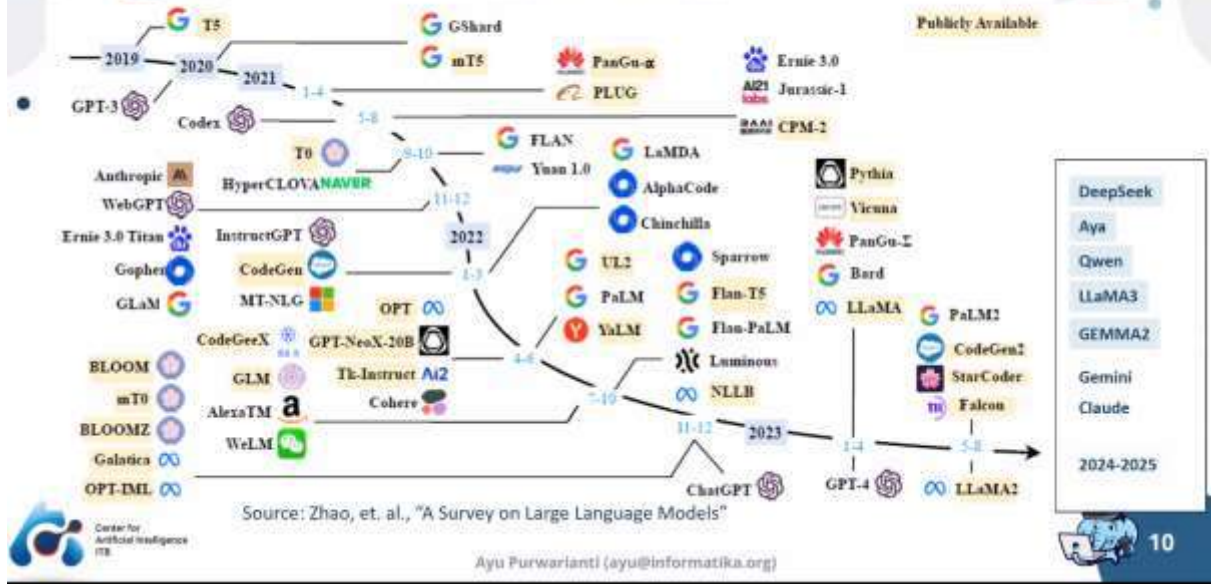 T5
GShard
mT5
Publicly Available
2019
2020
2021
GPT-3
1-4
PanGu-α
HUAWEI
PLUG
Ernie 3.0
AI21 labs
Jurassic-1
Codex
5-8
BAAI
CPM-2
T0
9-10
FLAN
inspur
Yuan 1.0
HyperCLOVA NAVER
Anthropic
WebGPT
11-12
LaMDA
AlphaCode
Chinchilla
Ernie 3.0 Titan
InstructGPT
2022
Gopher
CodeGen
1-3
GLaM
MT-NLG
OPT
UL2
PaLM
YaLM
Sparrow
Flan-T5
Flan-PaLM
Luminous
NLLB
Pythia
Vicuna
PanGu-Σ
Bard
LLaMA
PaLM2
CodeGen2
StarCoder
TII
Falcon
CodeGeeX
GPT-NeoX-20B
4-6
BLOOM
GLM
Tk-Instruct Ai2
mT0
AlexaTM
a
Cohere
7-10
BLOOMZ
WeLM
11-12
2023
1-4
5-8
Galatica
OPT-IML
ChatGPT
GPT-4
LLaMA2
DeepSeek
Aya
Qwen
LLaMA3
GEMMA2
Gemini
Claude
2024-2025
Source: Zhao, et. al., "A Survey on Large Language Models"
Center for
Artificial Intelligence
ITB
Ayu Purwarianti (ayu@informatika.org)
10